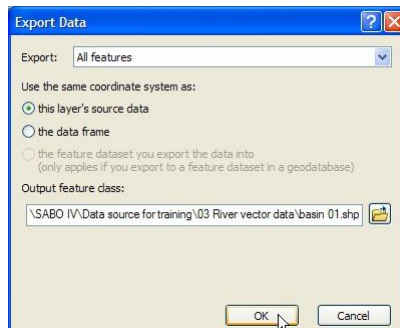 Export Data
Export: All features
Use the same coordinate system as:
this layer's source data
the data frame
the feature dataset you export the data into
(only applies if you export to a feature dataset in a geodatabase)
Output feature class:
\SABO IV\Data source for training\03 River vector data\basin 01.shp
OK Cancel